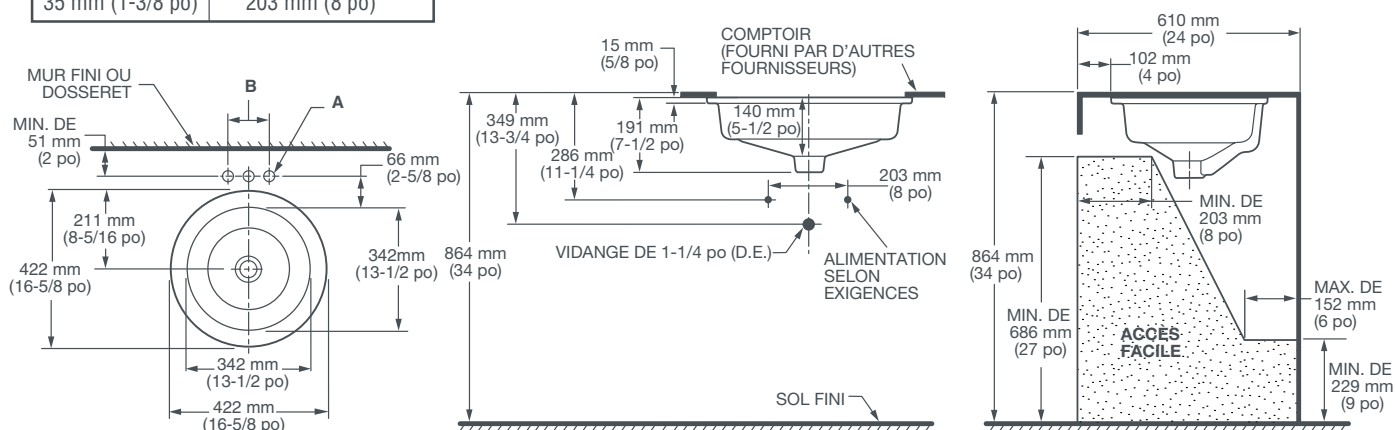 35 mm (1-3/8 po)
203 mm (8 po)
MUR FINI OU
DOSSERET
B
A
MIN. DE
51 mm
(2 po)
66 mm
(2-5/8 po)
211 mm
(8-5/16 po)
422 mm
(16-5/8 po)
342mm
(13-1/2 po)
342 mm
(13-1/2 po)
422 mm
(16-5/8 po)
15 mm
(5/8 po)
COMPTOIR
(FOURNI PAR D'AUTRES
FOURNISSEURS)
349 mm
(13-3/4 po)
191 mm
(7-1/2 po)
140 mm
(5-1/2 po)
286 mm
(11-1/4 po)
203 mm
(8 po)
864 mm
(34 po)
VIDANGE DE 1-1/4 po (D.E.)
ALIMENTATION
SELON
EXIGENCES
SOL FINI
610 mm
(24 po)
102 mm
(4 po)
MIN. DE
203 mm
(8 po)
864 mm
(34 po)
MIN. DE
686 mm
(27 po)
ACCÈS
FACILE
MAX. DE
152 mm
(6 po)
MIN. DE
229 mm
(9 po)